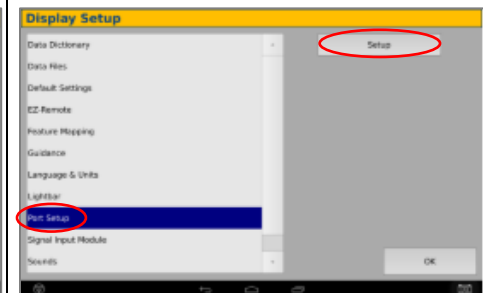 Display Setup
Data Dictionary
Setup
Data Files
Default Settings
EZ-Remote
Feature Mapping
Guidance
Language & Units
Lightbar
Port Setup
Signal Input Module
Sounds
OK